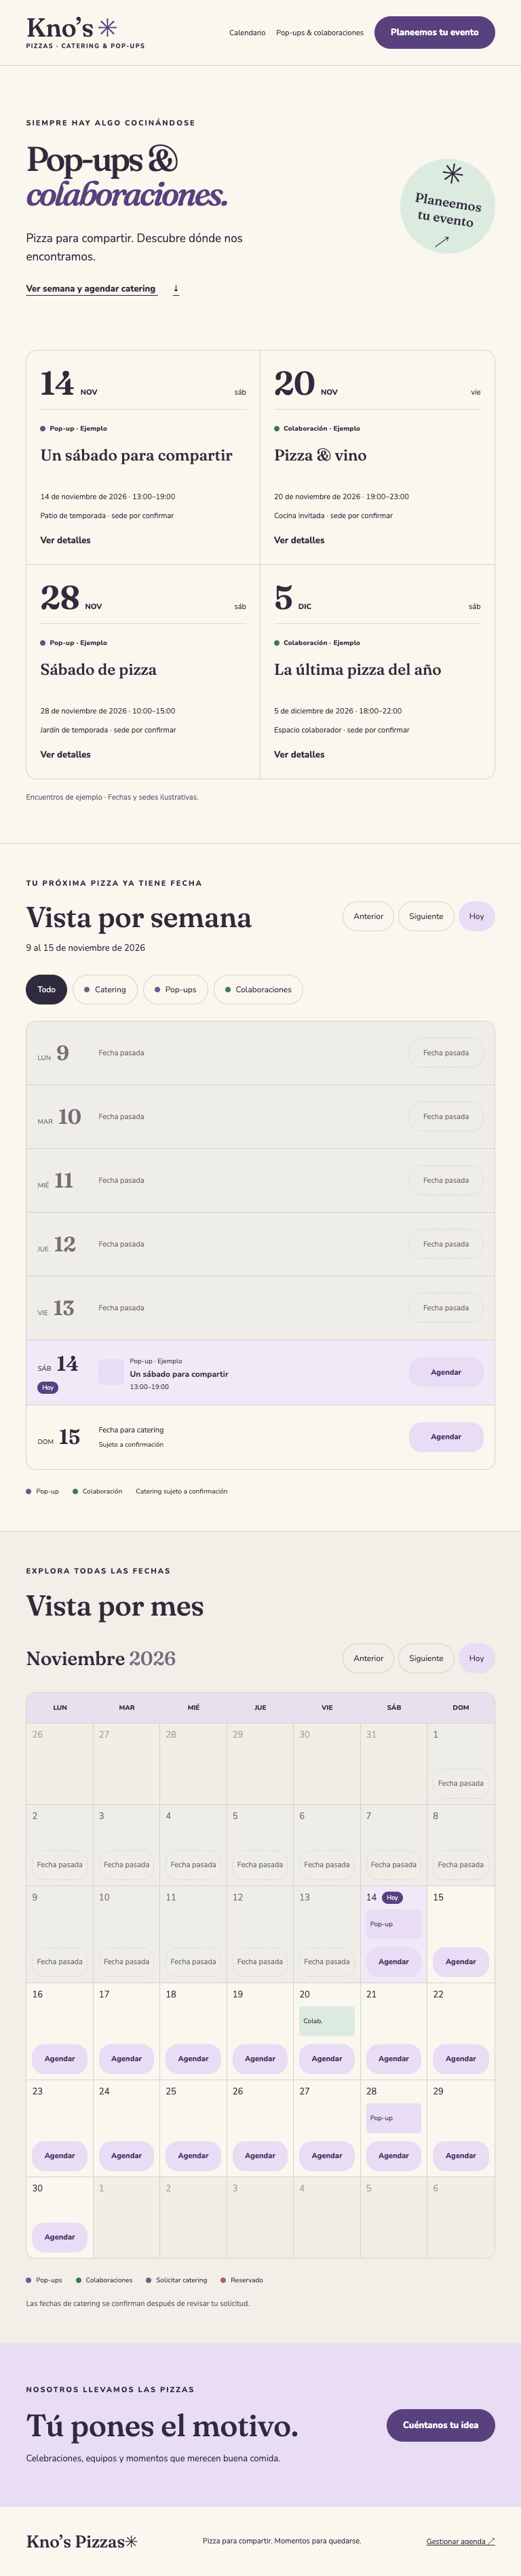 Kno’s
PIZZAS · CATERING & POP-UPS
Calendario Pop-ups & colaboraciones Planeemos tu evento
SIEMPRE HAY ALGO COCINÁNDOSE
Pop-ups &
colaboraciones.
Pizza para compartir. Descubre dónde nos
encontramos.
Ver semana y agendar catering ↓
Planeemos
tu evento
14 NOV sáb
Pop-up · Ejemplo
Un sábado para compartir
14 de noviembre de 2026 · 13:00–19:00
Patio de temporada · sede por confirmar
Ver detalles
20 NOV vie
Colaboración · Ejemplo
Pizza & vino
20 de noviembre de 2026 · 19:00–23:00
Cocina invitada · sede por confirmar
Ver detalles
28 NOV sáb
Pop-up · Ejemplo
Sábado de pizza
28 de noviembre de 2026 · 10:00–15:00
Jardín de temporada · sede por confirmar
Ver detalles
5 DIC sáb
Colaboración · Ejemplo
La última pizza del año
5 de diciembre de 2026 · 18:00–22:00
Espacio colaborador · sede por confirmar
Ver detalles
Encuentros de ejemplo · Fechas y sedes ilustrativas.
TU PRÓXIMA PIZZA YA TIENE FECHA
Vista por semana
Anterior Siguiente Hoy
9 al 15 de noviembre de 2026
Todo Catering Pop-ups Colaboraciones
LUN 9 Fecha pasada Fecha pasada
MAR 10 Fecha pasada Fecha pasada
MIÉ 11 Fecha pasada Fecha pasada
JUE 12 Fecha pasada Fecha pasada
VIE 13 Fecha pasada Fecha pasada
SÁB 14
Hoy
Pop-up · Ejemplo
Un sábado para compartir
13:00–19:00
Agendar
DOM 15
Fecha para catering
Sujeto a confirmación
Agendar
Pop-up Colaboración Catering sujeto a confirmación
EXPLORA TODAS LAS FECHAS
Vista por mes
Noviembre 2026
Anterior Siguiente Hoy
LUN MAR MIÉ JUE VIE SÁB DOM
26 27 28 29 30 31 1
Fecha pasada
2 3 4 5 6 7 8
Fecha pasada Fecha pasada Fecha pasada Fecha pasada Fecha pasada Fecha pasada Fecha pasada
9 10 11 12 13 14 Hoy 15
Pop-up
Fecha pasada Fecha pasada Fecha pasada Fecha pasada Fecha pasada Agendar Agendar
16 17 18 19 20 21 22
Colab.
Agendar Agendar Agendar Agendar Agendar Agendar Agendar
23 24 25 26 27 28 29
Pop-up
Agendar Agendar Agendar Agendar Agendar Agendar Agendar
30 1 2 3 4 5 6
Agendar
Pop-ups Colaboraciones Solicitar catering Reservado
Las fechas de catering se confirman después de revisar tu solicitud.
NOSOTROS LLEVAMOS LAS PIZZAS
Tú pones el motivo.
Celebraciones, equipos y momentos que merecen buena comida.
Cuéntanos tu idea
Kno’s Pizzas
Pizza para compartir. Momentos para quedarse.
Gestionar agenda ↗